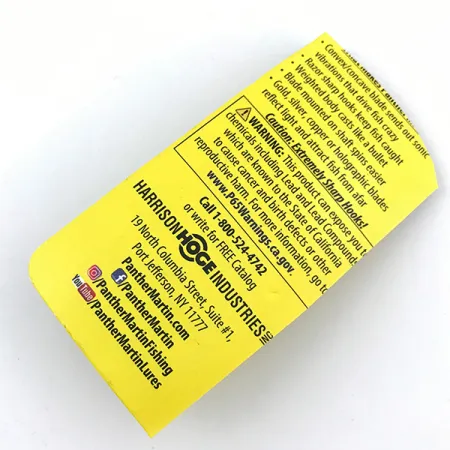 • Convex/concave blade sends out sonic
vibrations that drive fish crazy
• Razor sharp hooks keep fish caught
• Weighted body casts like a bullet
• Blade mounted on shaft spins easier
• Gold, silver, copper or holographic blades
reflect light and attract fish from afar
Caution: Extremely Sharp Hooks!
WARNING: This product can expose you
chemicals including Lead and Lead Compound
which are known to the State of California
to cause cancer and birth defects or other
reproductive harm. For more information, go to
www.P65Warnings.ca.gov.
Call 1-800-524-4742
or write for FREE Catalog
HARRISON HOGE INDUSTRIES INC
19 North Columbia Street, Suite #1,
Port Jefferson, NY 11777
PantherMartin.com
/PantherMartin
/PantherMartinFishing
YouTube/PantherMartinLures